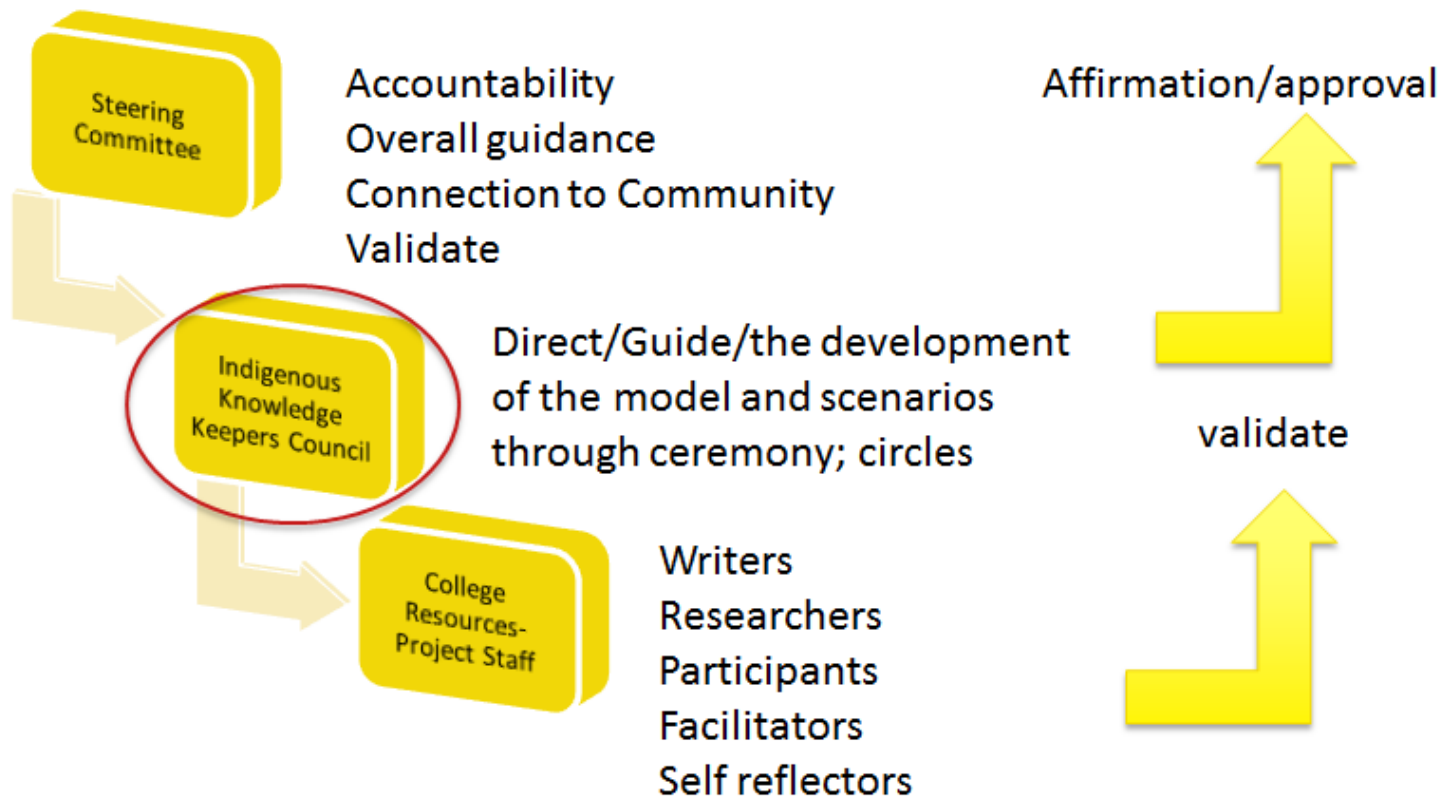 Steering
Committee
Accountability
Overall guidance
Connection to Community
Validate
Affirmation/approval
Indigenous
Knowledge
Keepers Council
Direct/Guide/the development
of the model and scenarios
through ceremony; circles
validate
College
Resources-
Project Staff
Writers
Researchers
Participants
Facilitators
Self reflectors